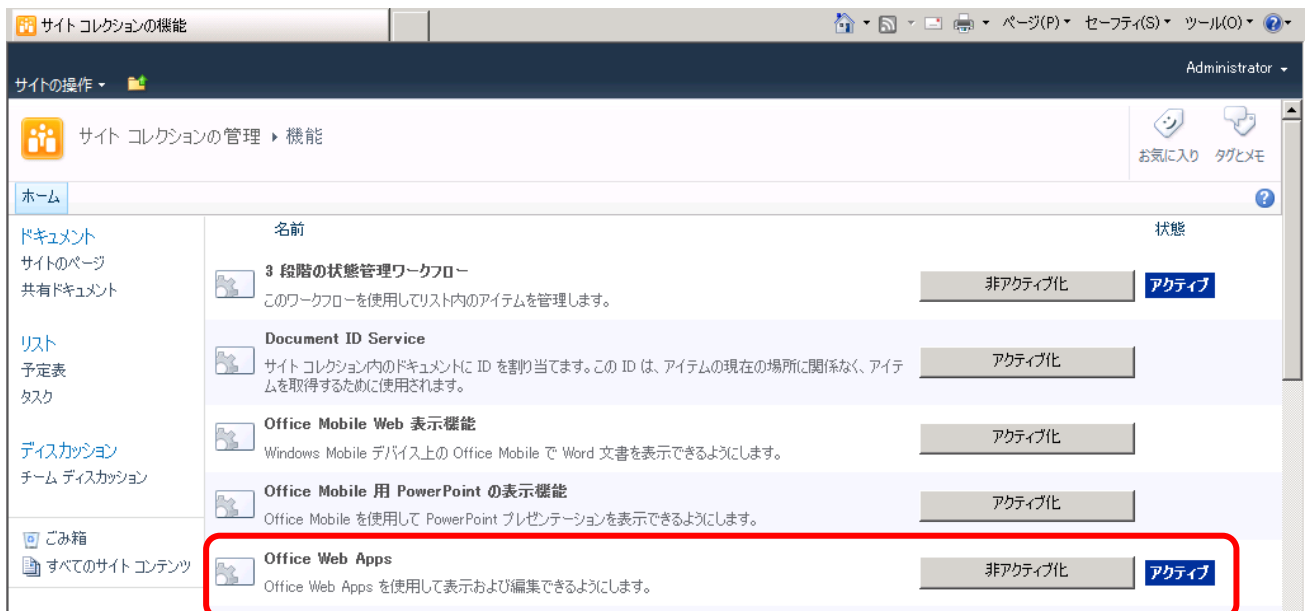 サイト コレクションの機能
ページ(P) セーフティ(S) ツール(O)
Administrator
サイトの操作
サイト コレクションの管理 ▸ 機能
お気に入り タグとメモ
ホーム
ドキュメント
サイトのページ
共有ドキュメント
リスト
予定表
タスク
ディスカッション
チーム ディスカッション
ごみ箱
すべてのサイト コンテンツ
名前 状態
3 段階の状態管理ワークフロー
このワークフローを使用してリスト内のアイテムを管理します。
非アクティブ化 アクティブ
Document ID Service
サイト コレクション内のドキュメントに ID を割り当てます。この ID は、アイテムの現在の場所に関係なく、アイテ
ムを取得するために使用されます。
アクティブ化
Office Mobile Web 表示機能
Windows Mobile デバイス上の Office Mobile で Word 文書を表示できるようにします。
アクティブ化
Office Mobile 用 PowerPoint の表示機能
Office Mobile を使用して PowerPoint プレゼンテーションを表示できるようにします。
アクティブ化
Office Web Apps
Office Web Apps を使用して表示および編集できるようにします。
非アクティブ化 アクティブ